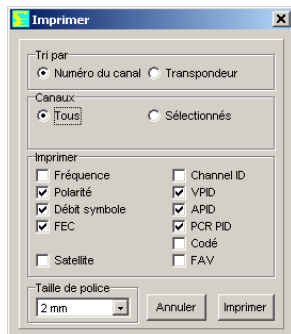 Imprimer
Tri par
Numéro du canal Transpondeur
Canaux
Tous Sélectionnés
Imprimer
Fréquence Channel ID
Polarité VPID
Débit symbole APID
FEC PCR PID
Codé
Satellite FAV
Taille de police
2 mm Annuler Imprimer